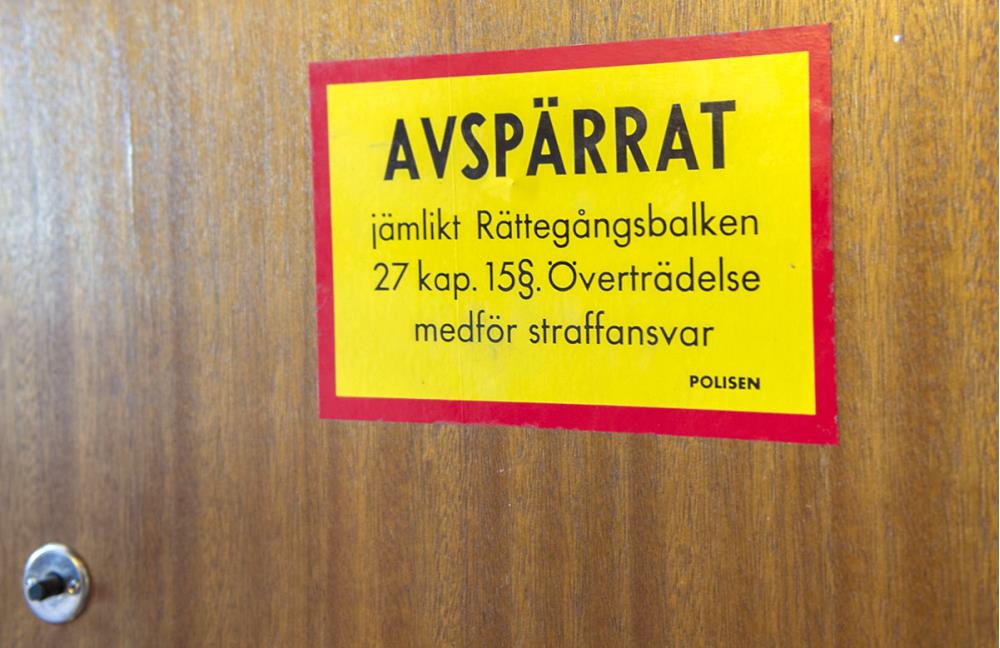 AVSPÄRRAT
jämlikt Rättegångsbalken
27 kap. 15§. Överträdelse
medför straffansvar
POLISEN